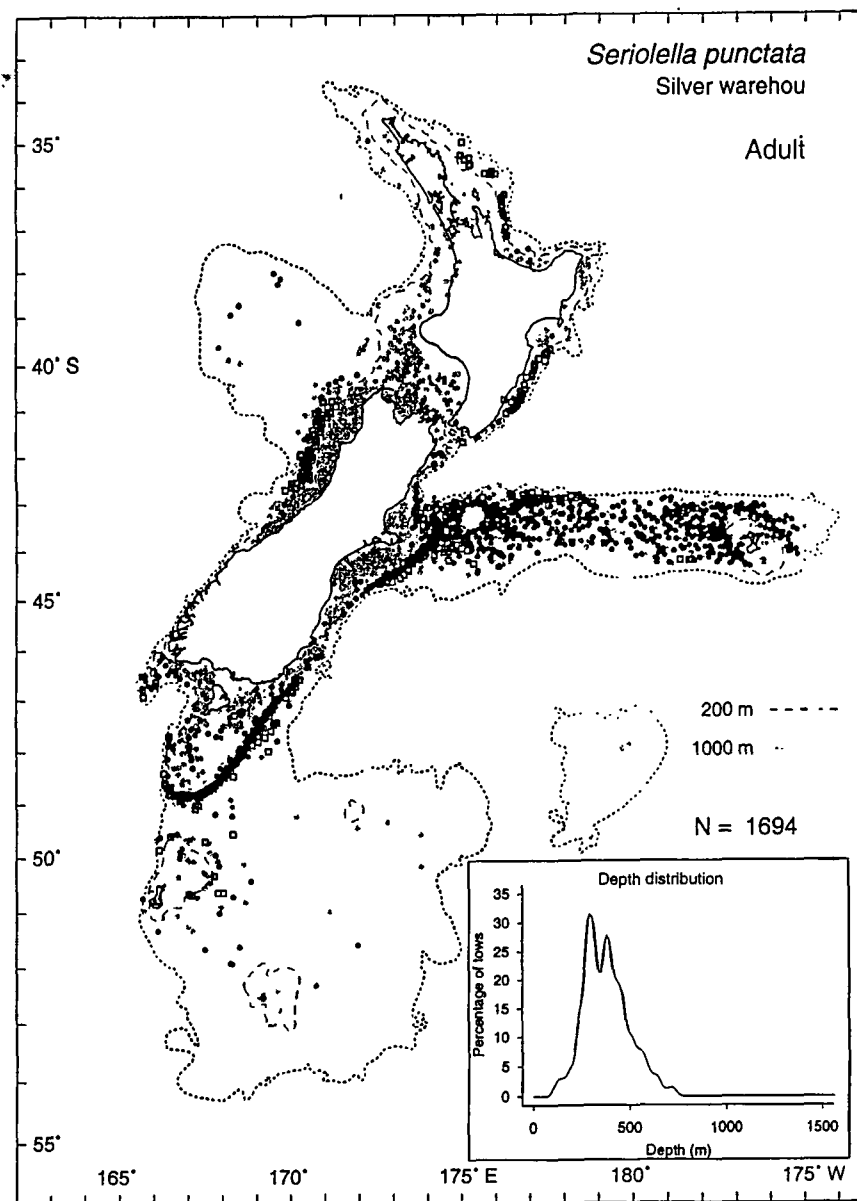 Seriolella punctata
Silver warehou
Adult
35°
40° S
45°
200 m
1000 m
N = 1694
50°
Depth distribution
35
30
25
20
15
10
5
0
Percentage of tows
0 500 1000 1500
Depth (m)
55°
165° 170° 175° E 180° 175° W